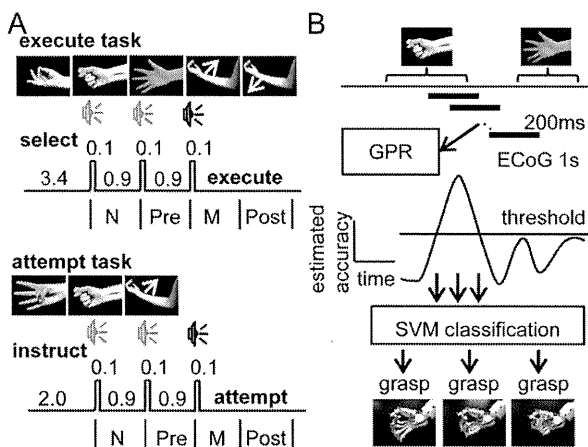 A
execute task
select
0.1 0.1 0.1
3.4 0.9 0.9 execute
N Pre M Post
attempt task
instruct
0.1 0.1 0.1
2.0 0.9 0.9 attempt
N Pre M Post
B
200ms
GPR
ECoG 1s
threshold
estimated
accuracy
time
SVM classification
grasp grasp grasp